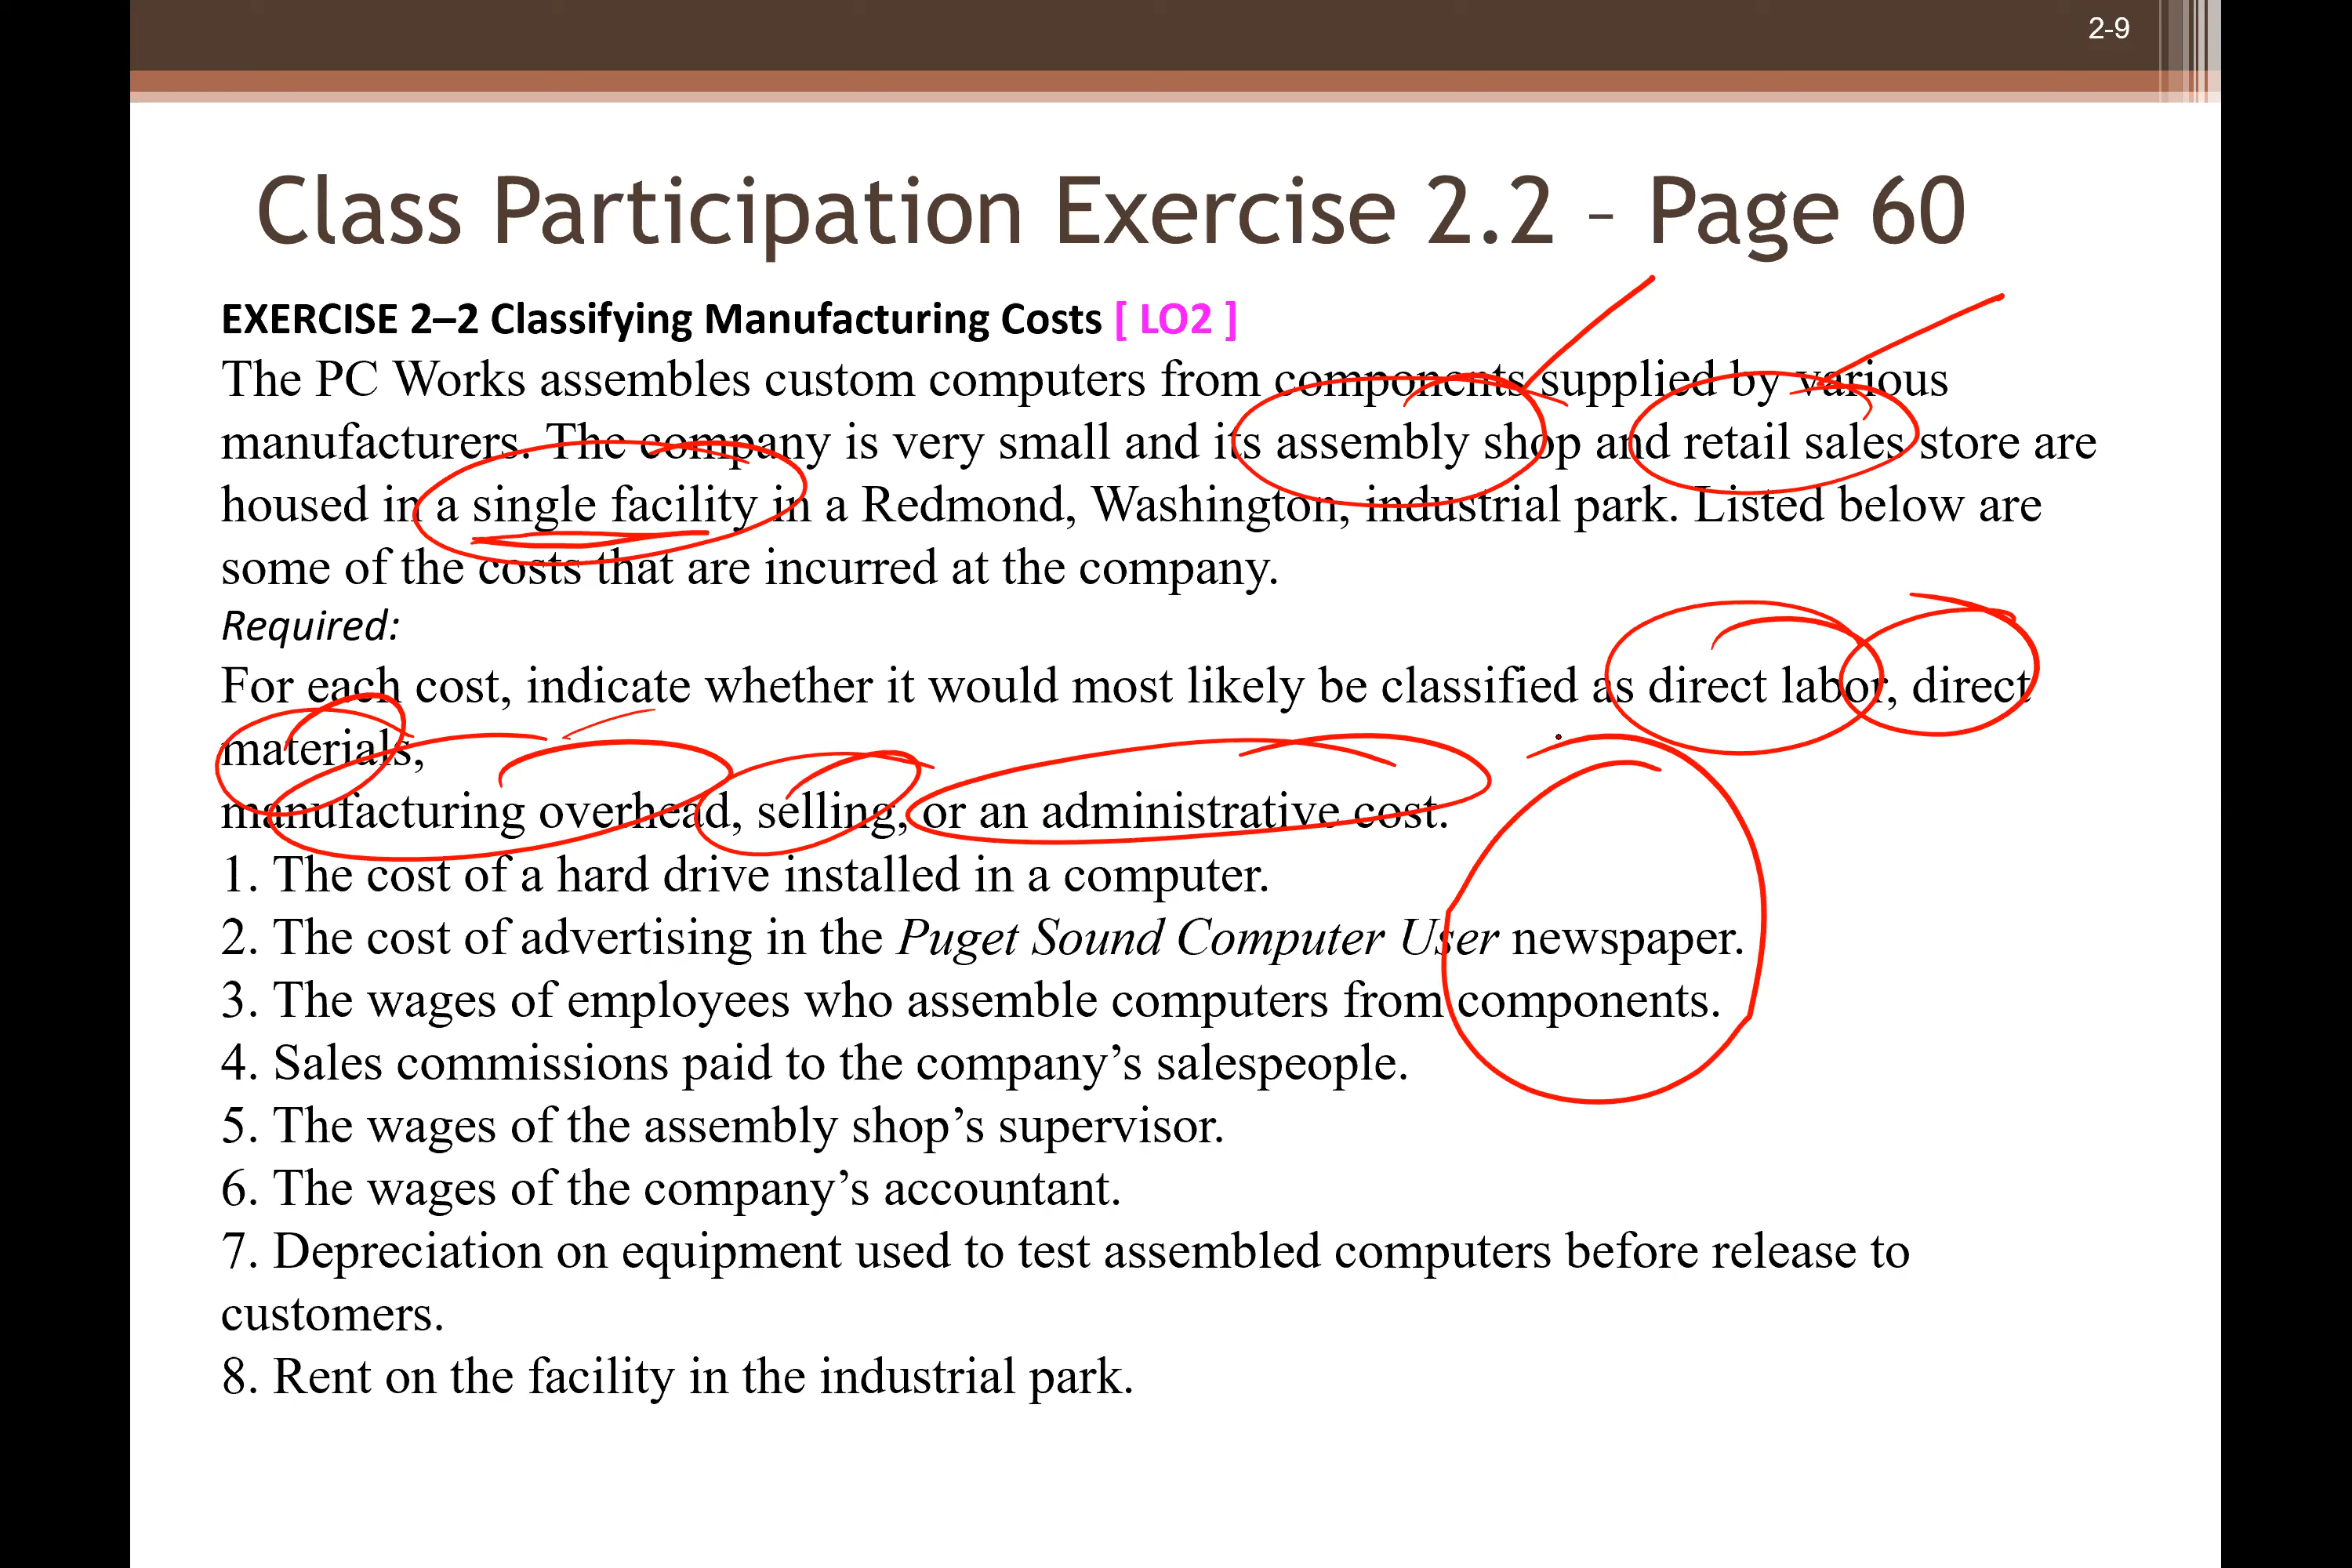 2-9
Class Participation Exercise 2.2 – Page 60
EXERCISE 2–2 Classifying Manufacturing Costs [ LO2 ]
The PC Works assembles custom computers from components supplied by various
manufacturers. The company is very small and its assembly shop and retail sales store are
housed in a single facility in a Redmond, Washington, industrial park. Listed below are
some of the costs that are incurred at the company.
Required:
For each cost, indicate whether it would most likely be classified as direct labor, direct
materials,
manufacturing overhead, selling, or an administrative cost.
1. The cost of a hard drive installed in a computer.
2. The cost of advertising in the Puget Sound Computer User newspaper.
3. The wages of employees who assemble computers from components.
4. Sales commissions paid to the company’s salespeople.
5. The wages of the assembly shop’s supervisor.
6. The wages of the company’s accountant.
7. Depreciation on equipment used to test assembled computers before release to
customers.
8. Rent on the facility in the industrial park.